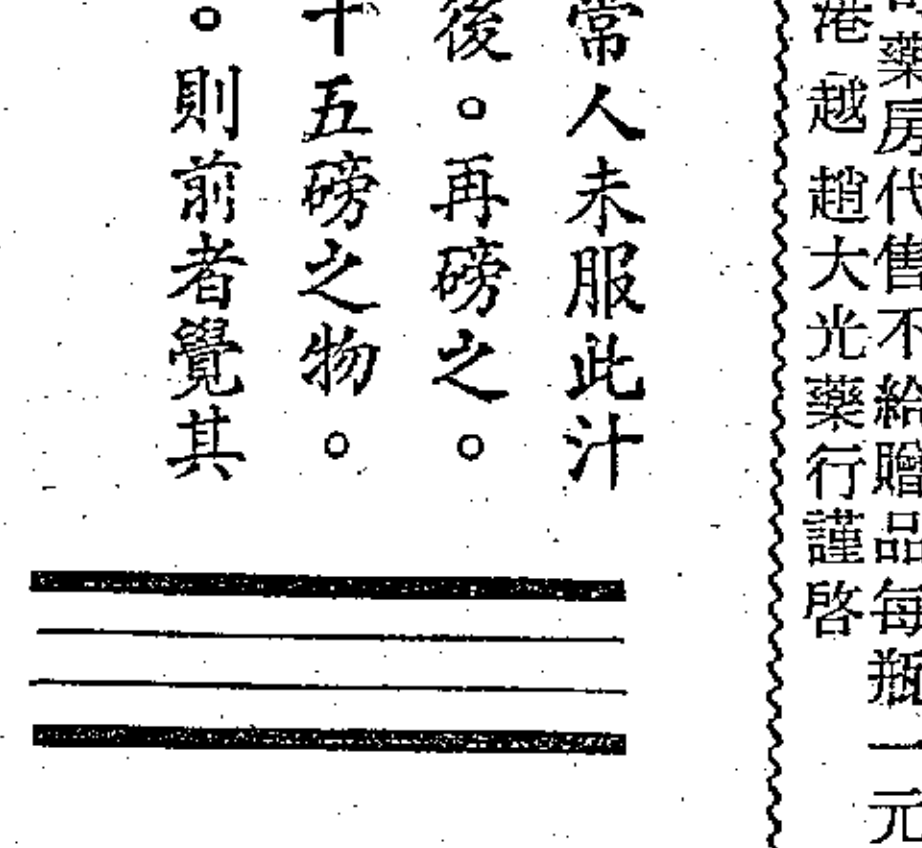 藥房代售不給贈品每瓶一元
港越趙大光藥行謹啓
常人未服此汁
後。再磅之。
十五磅之物。
。則前者覺其